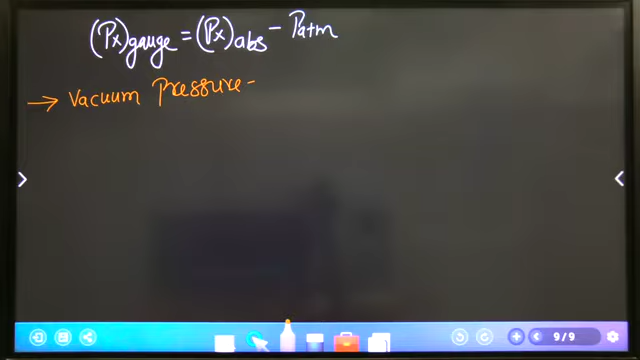 (Px)gauge = (Px)abs - Patm
→ Vacuum Pressure -
9/9